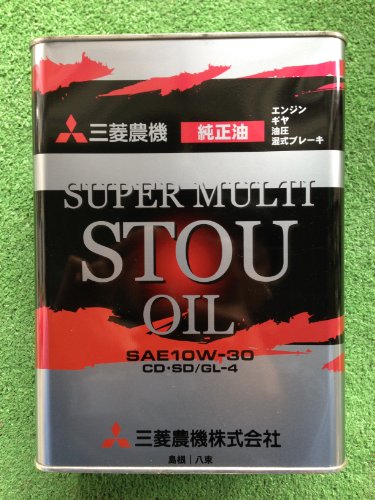 三菱農機
純正油
エンジン
ギヤ
油圧
湿式ブレーキ
SUPER MULTI
STOU
OIL
SAE10W-30
CD・SD/GL-4
三菱農機株式会社
島根|八束